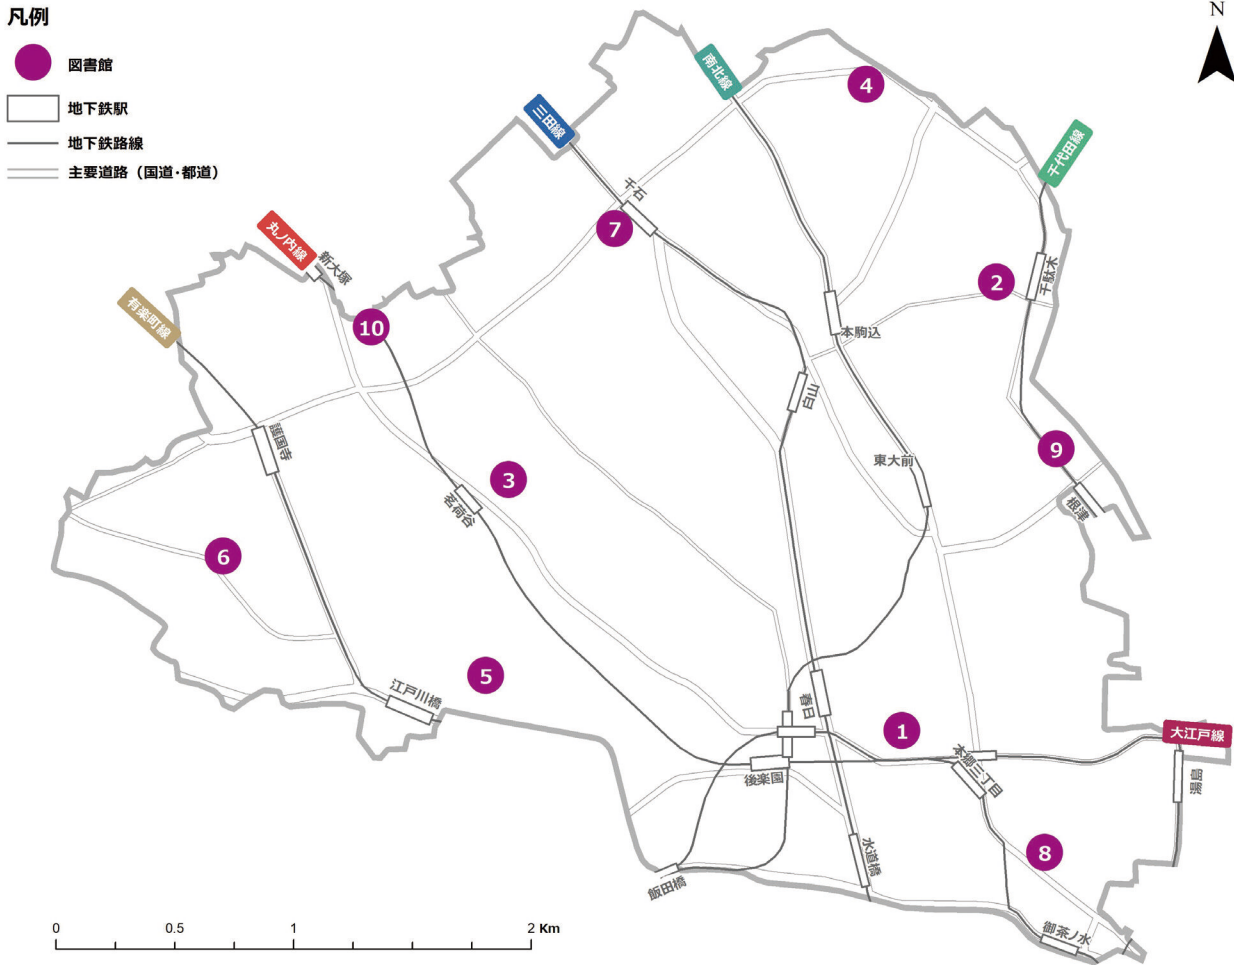 凡例
図書館
地下鉄駅
地下鉄路線
主要道路（国道・都道）
N
南北線
4
三田線
千代田線
千石
7
丸ノ内線
新大塚
2
千駄木
有楽町線
10
本駒込
白山
護国寺
9
東大前
3
茗荷谷
根津
6
5
江戸川橋
春日
1
大江戸線
本郷三丁目
後楽園
湯島
水道橋
8
飯田橋
御茶ノ水
0 0.5 1 2 Km